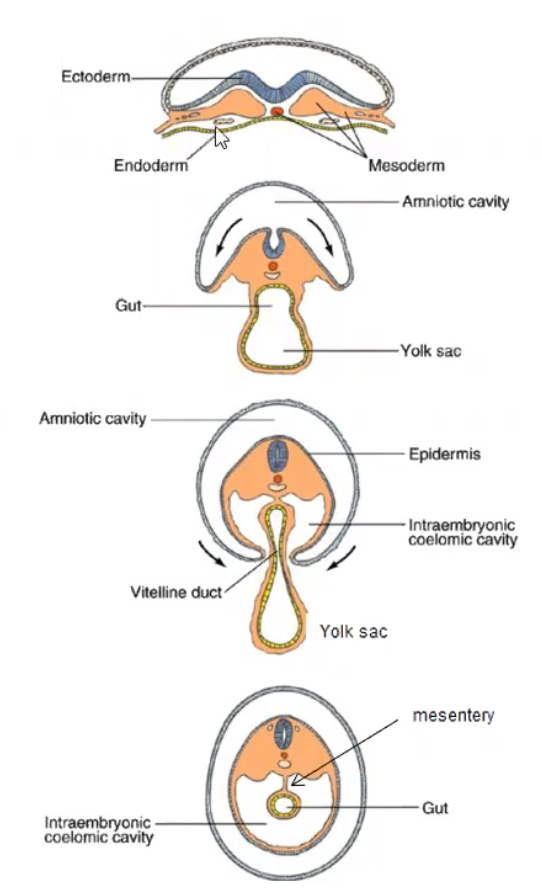 Ectoderm
Endoderm
Mesoderm
Amniotic cavity
Gut
Yolk sac
Amniotic cavity
Epidermis
Intraembryonic
coelomic cavity
Vitelline duct
Yolk sac
mesentery
Gut
Intraembryonic
coelomic cavity